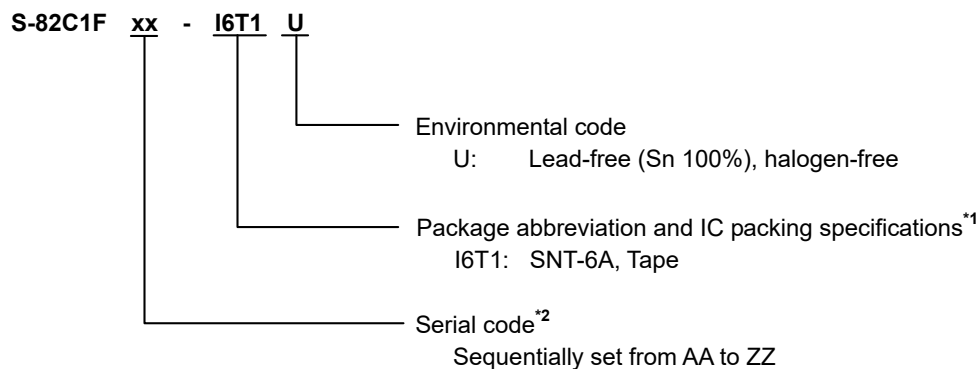 S-82C1F xx - I6T1 U
Environmental code
U: Lead-free (Sn 100%), halogen-free
Package abbreviation and IC packing specifications*1
I6T1: SNT-6A, Tape
Serial code*2
Sequentially set from AA to ZZ